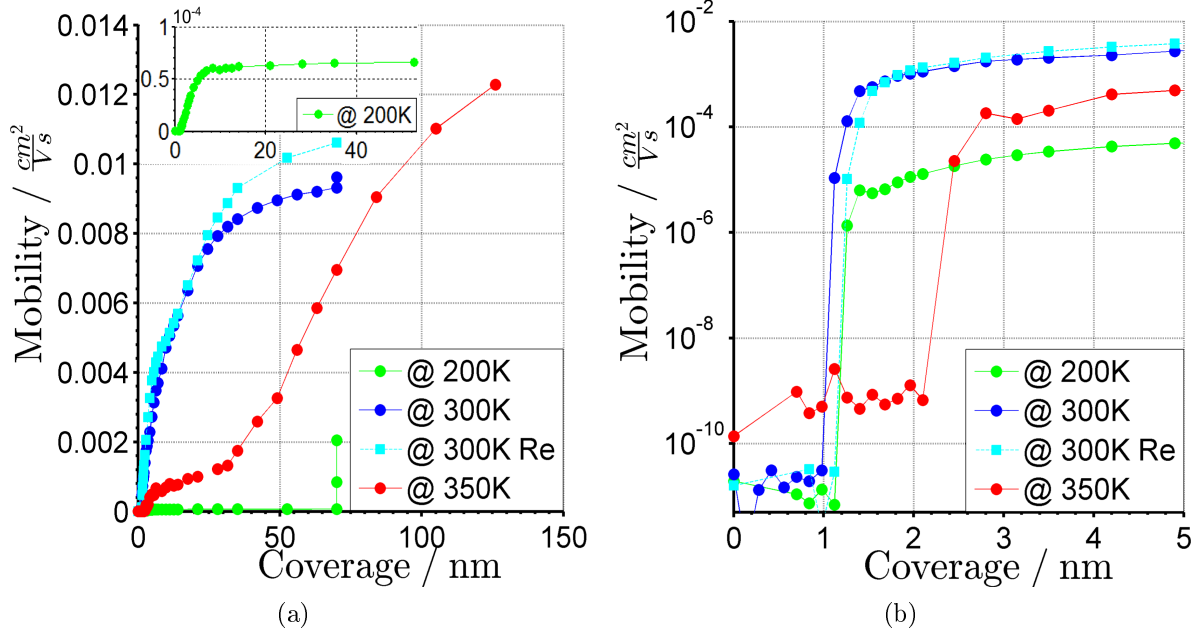 0.014
0.012
0.01
0.008
0.006
0.004
0.002
0
Mobility / cm²/Vs
1 10⁻⁴
0.5
0
0 20 40
@ 200K
@ 200K
@ 300K
@ 300K Re
@ 350K
0 50 100 150
Coverage / nm
(a)
10⁻²
10⁻⁴
10⁻⁶
10⁻⁸
10⁻¹⁰
Mobility / cm²/Vs
@ 200K
@ 300K
@ 300K Re
@ 350K
0 1 2 3 4 5
Coverage / nm
(b)